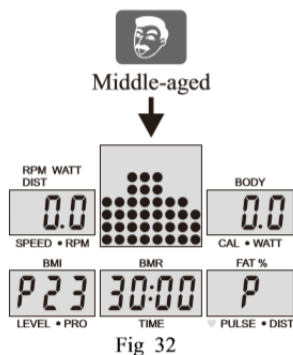 Middle-aged
RPM WATT
DIST
BODY
0.0
0.0
SPEED • RPM
CAL • WATT
BMI
BMR
FAT %
P23
30:00
P
LEVEL • PRO
TIME
♥ PULSE • DIST
Fig 32